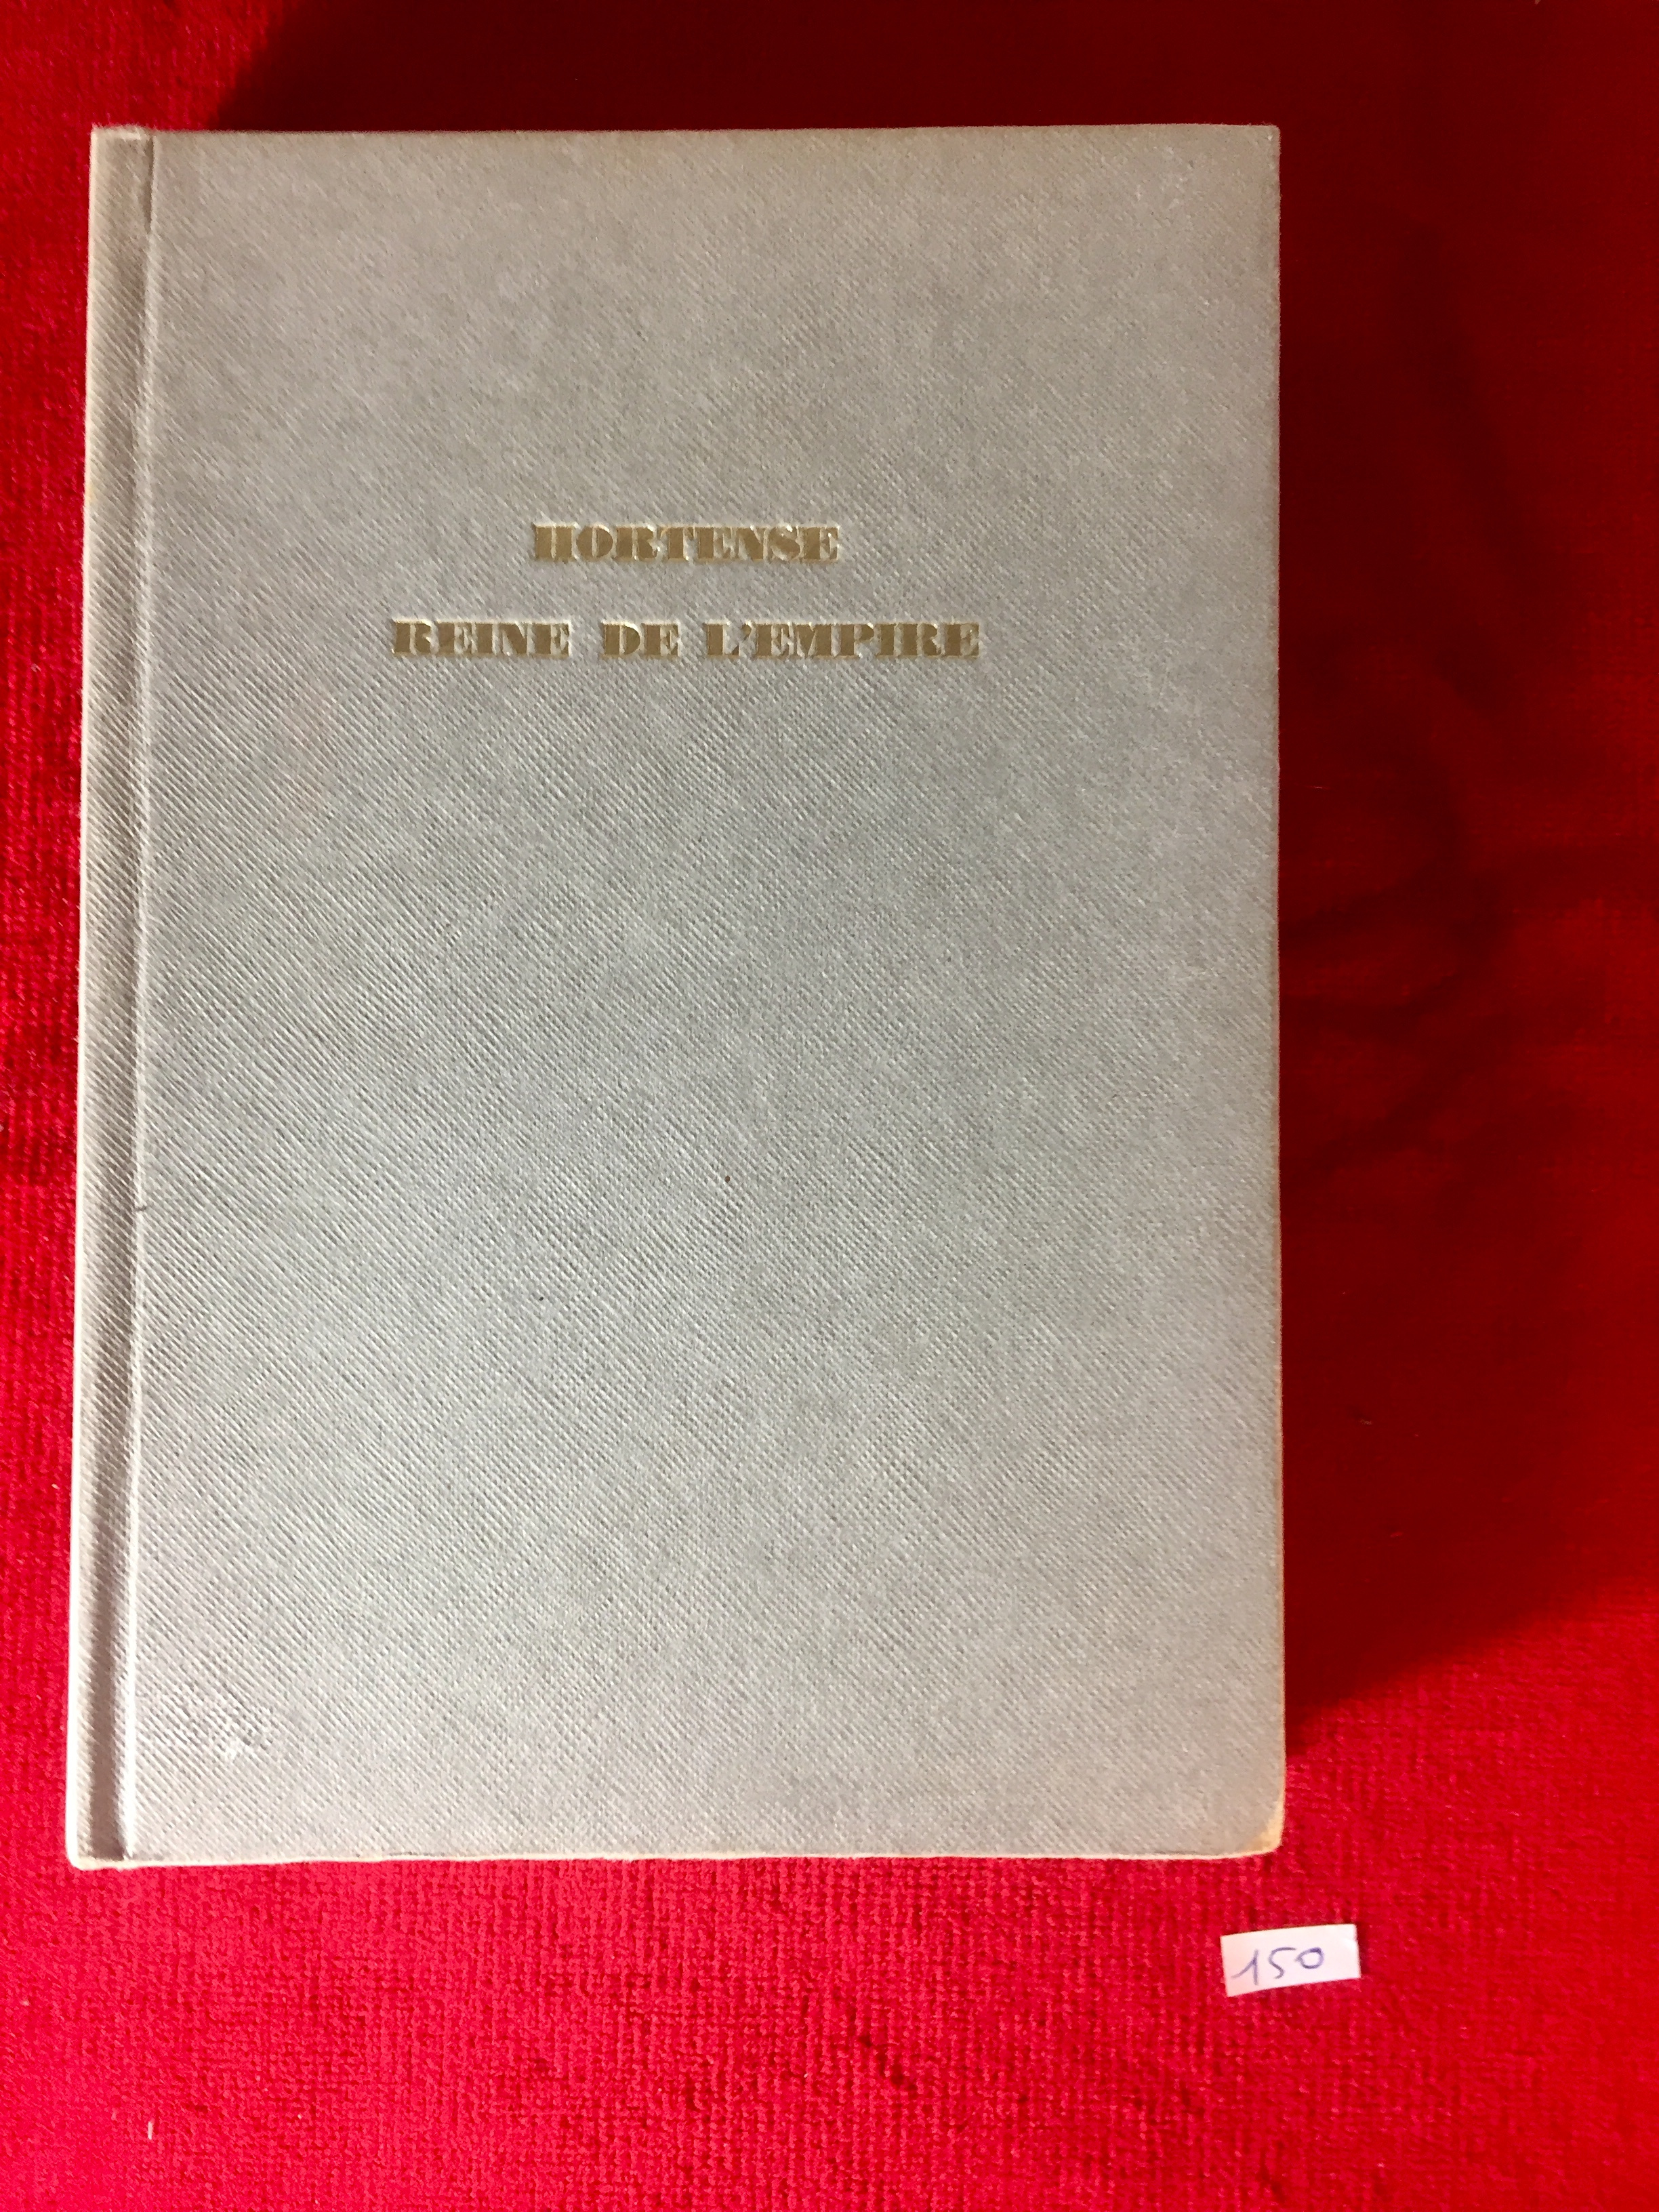 HORTENSE
REINE DE L'EMPIRE
150